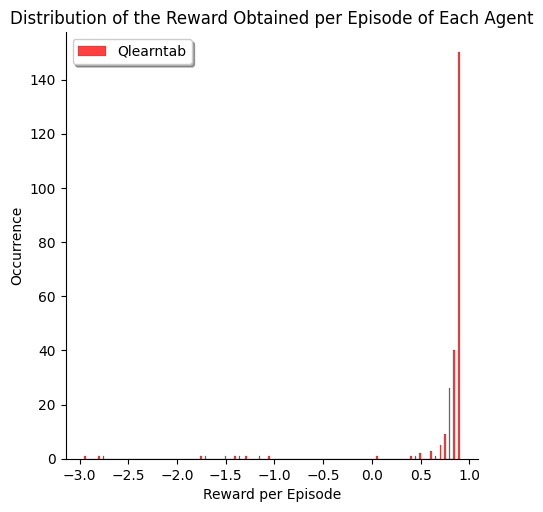 Distribution of the Reward Obtained per Episode of Each Agent
Qlearntab
140
120
100
80
60
40
20
0
Occurrence
−3.0 −2.5 −2.0 −1.5 −1.0 −0.5 0.0 0.5 1.0
Reward per Episode